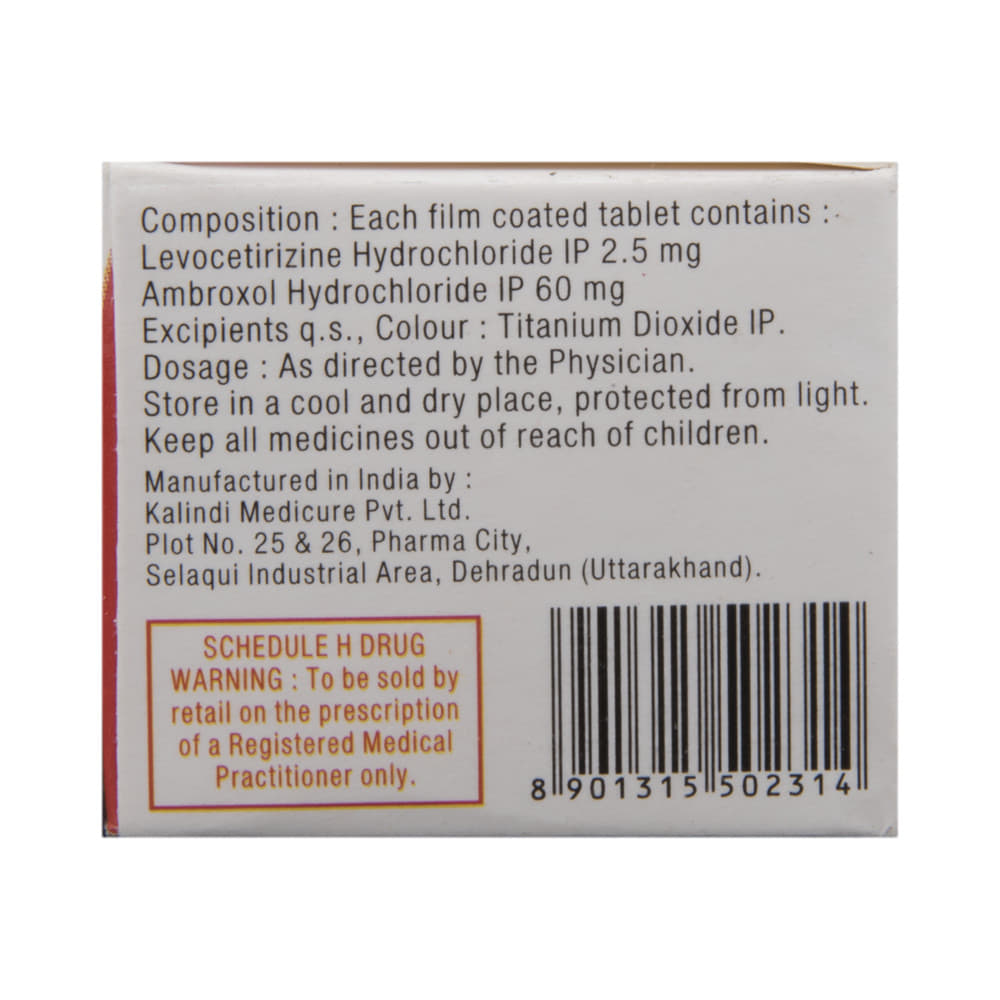 Composition : Each film coated tablet contains :
Levocetirizine Hydrochloride IP 2.5 mg
Ambroxol Hydrochloride IP 60 mg
Excipients q.s., Colour : Titanium Dioxide IP.
Dosage : As directed by the Physician.
Store in a cool and dry place, protected from light.
Keep all medicines out of reach of children.
Manufactured in India by :
Kalindi Medicure Pvt. Ltd.
Plot No. 25 & 26, Pharma City,
Selaqui Industrial Area, Dehradun (Uttarakhand).
SCHEDULE H DRUG
WARNING : To be sold by
retail on the prescription
of a Registered Medical
Practitioner only.
8 901315 502314